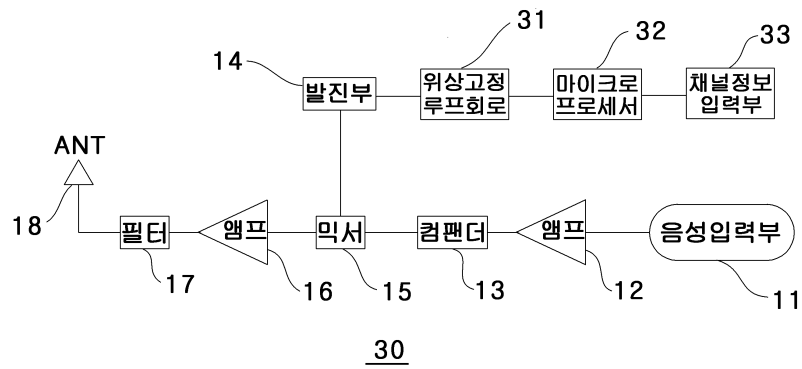 31
32
33
14
발진부
위상고정
루프회로
마이크로
프로세서
채널정보
입력부
ANT
18
필터
앰프
믹서
컴팬더
앰프
음성입력부
17
16
15
13
12
11
30